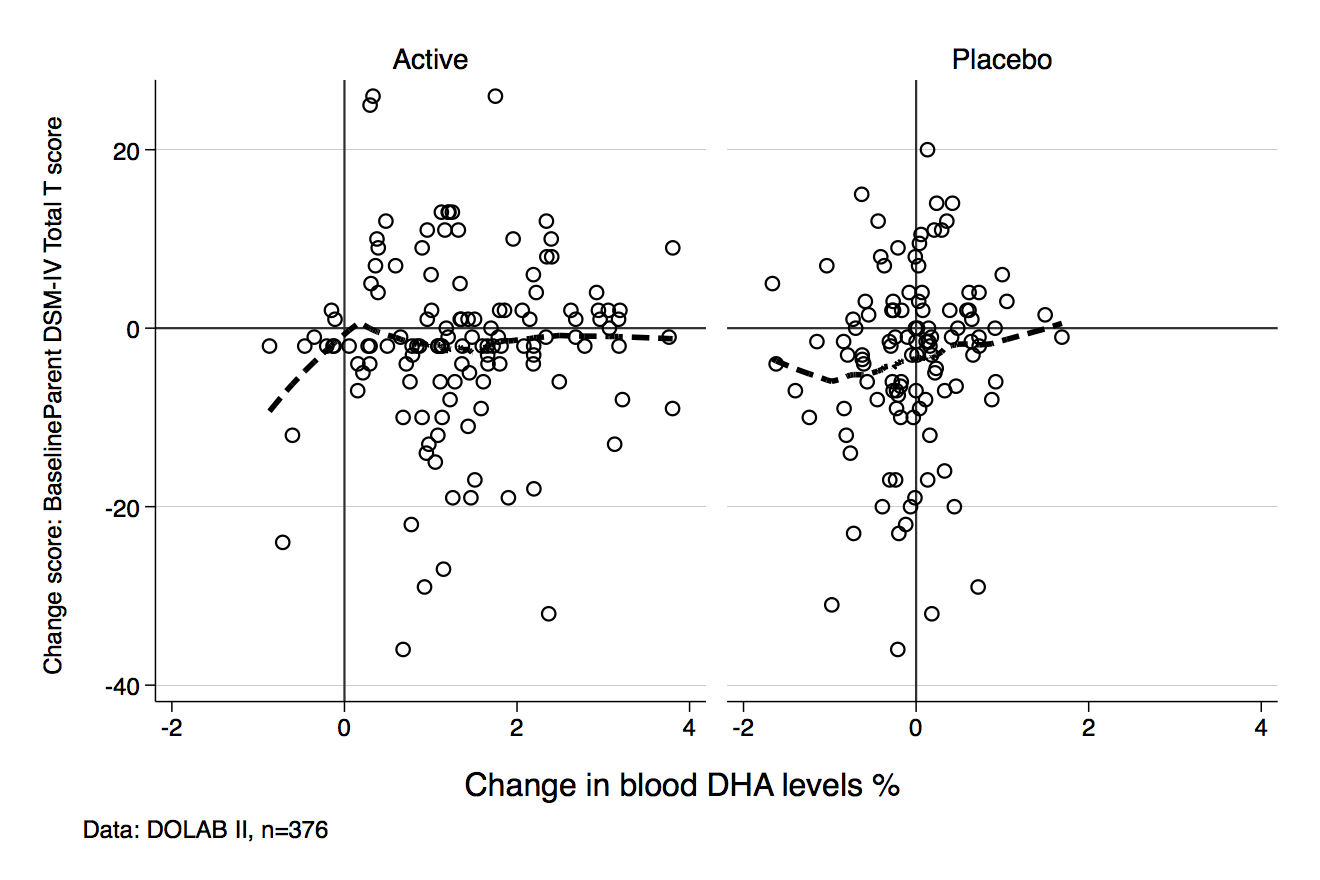 Active
Placebo
Change score: BaselineParent DSM-IV Total T score
20
0
-20
-40
-2
0
2
4
-2
0
2
4
Change in blood DHA levels %
Data: DOLAB II, n=376